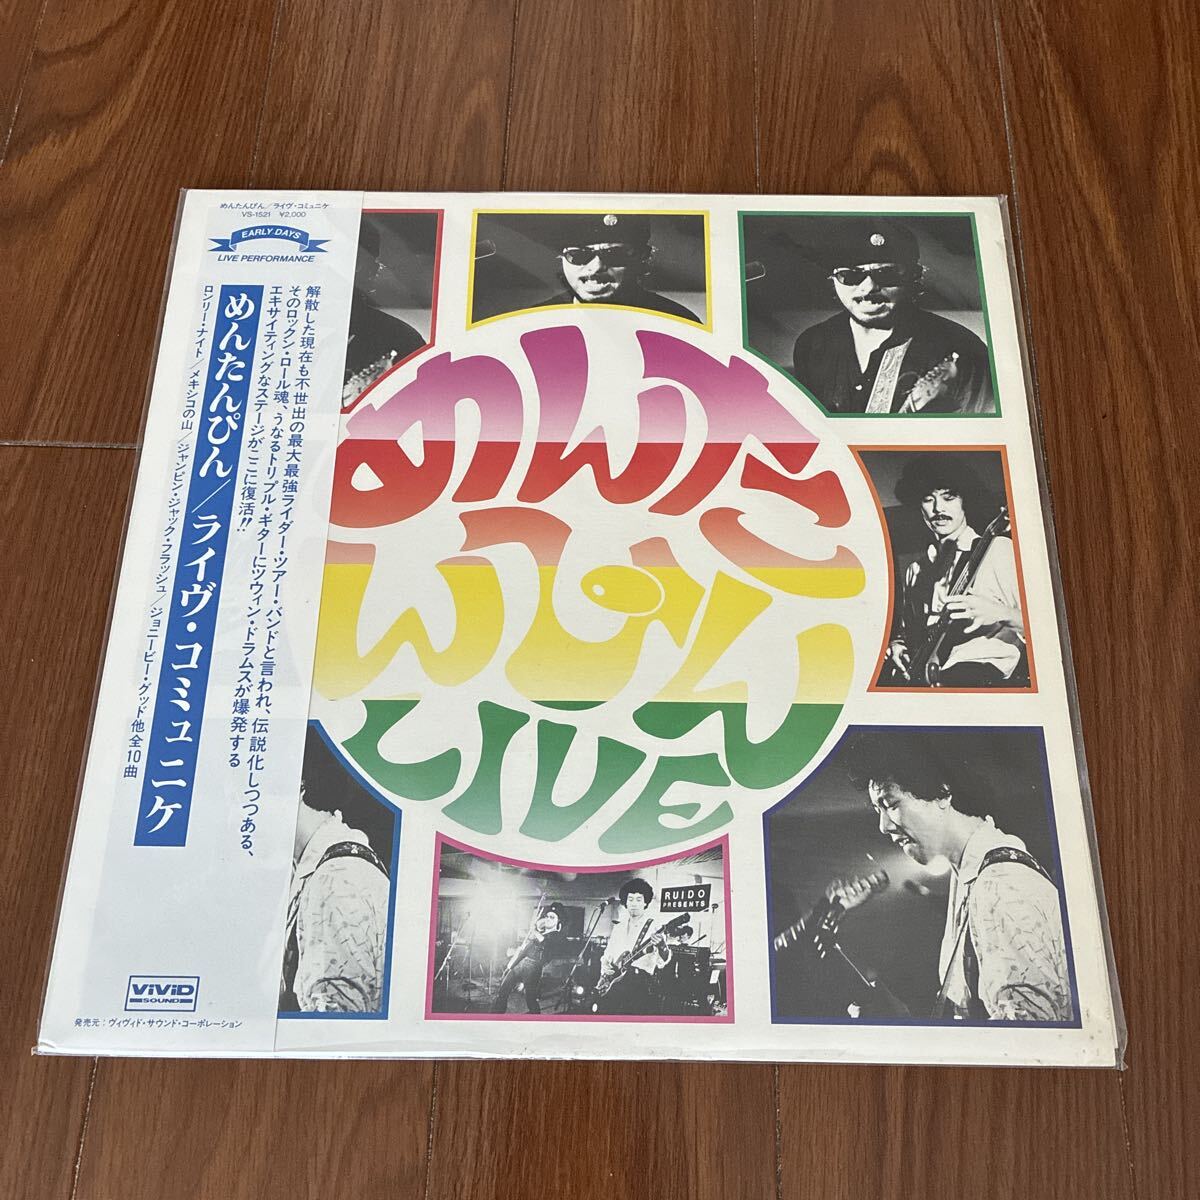 めんたんぴん/ライヴ・コミュニケ
VS-1521 ¥2,000
EARLY DAYS
LIVE PERFORMANCE
解散した現在も不世出の最大最強ライダー・ツアー・バンドと言われ、伝説化しつつある、
そのロックン・ロール魂、うなるトリプル・ギターにツウィン・ドラムスが爆発する
エキサイティングなステージがここに復活!!
めんたんぴん/ライヴ・コミュニケ
ロンリー・ナイト/メキシコの山/ジャンピン・ジャック・フラッシュ/ジョニー・ビー・グッド他全10曲
ViViD
SOUND
発売元:ヴィヴィド・サウンド・コーポレーション
めんた
んぴん
LIVE
RUIDO
PRESENTS